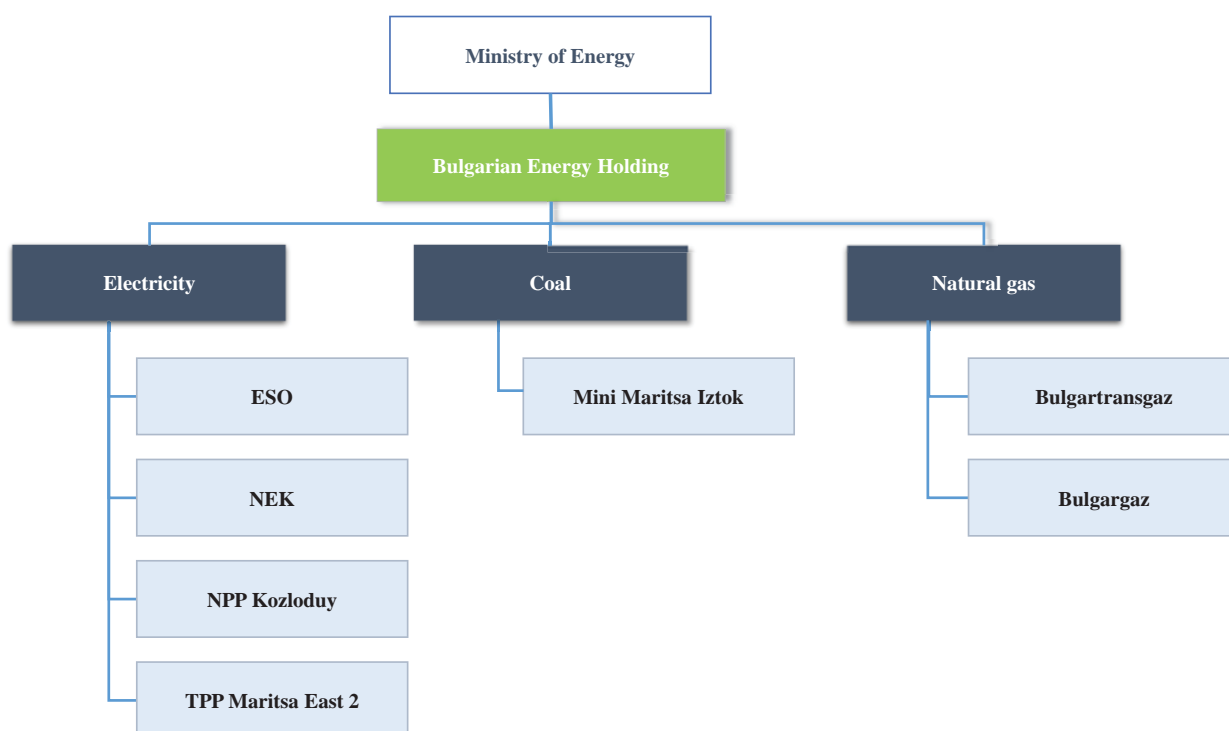 Ministry of Energy
Bulgarian Energy Holding
Electricity
Coal
Natural gas
ESO
Mini Maritsa Iztok
Bulgartransgaz
NEK
Bulgargaz
NPP Kozloduy
TPP Maritsa East 2